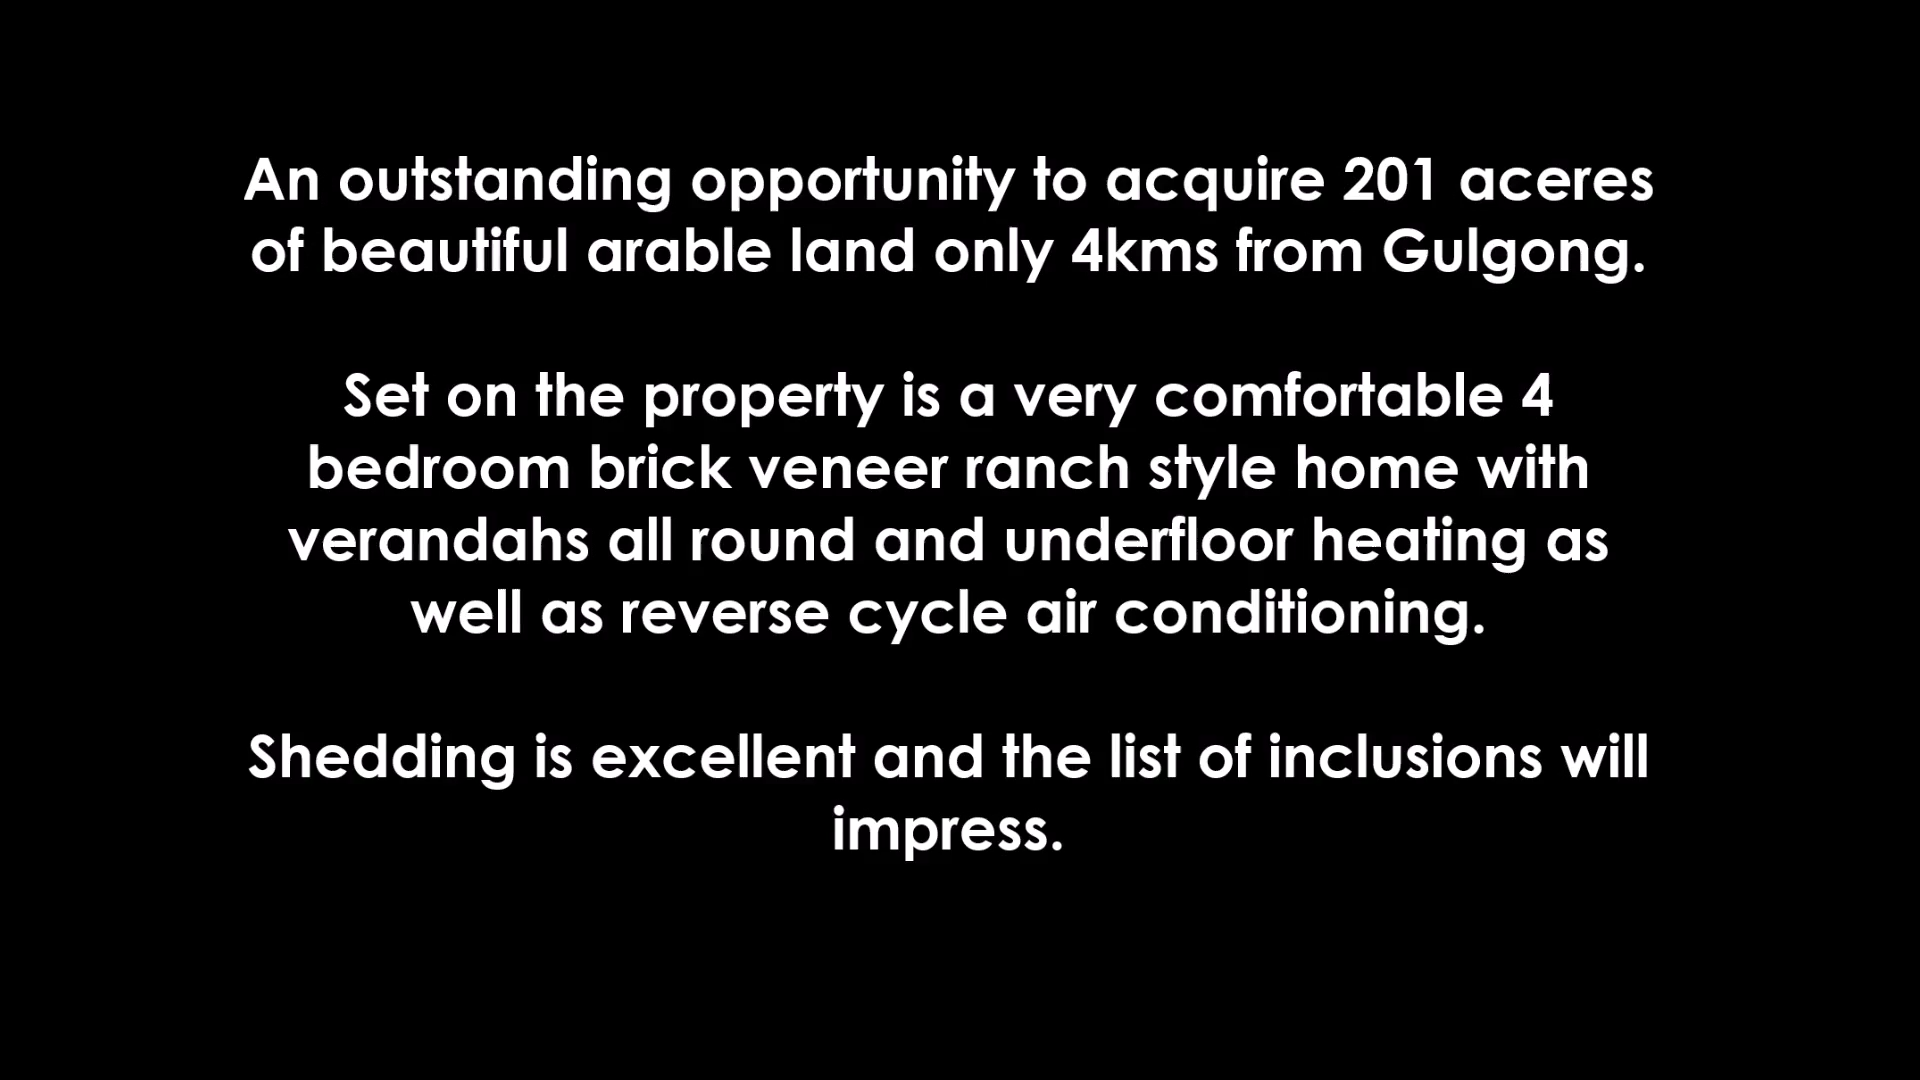 An outstanding opportunity to acquire 201 aceres
of beautiful arable land only 4kms from Gulgong.
Set on the property is a very comfortable 4
bedroom brick veneer ranch style home with
verandahs all round and underfloor heating as
well as reverse cycle air conditioning.
Shedding is excellent and the list of inclusions will
impress.